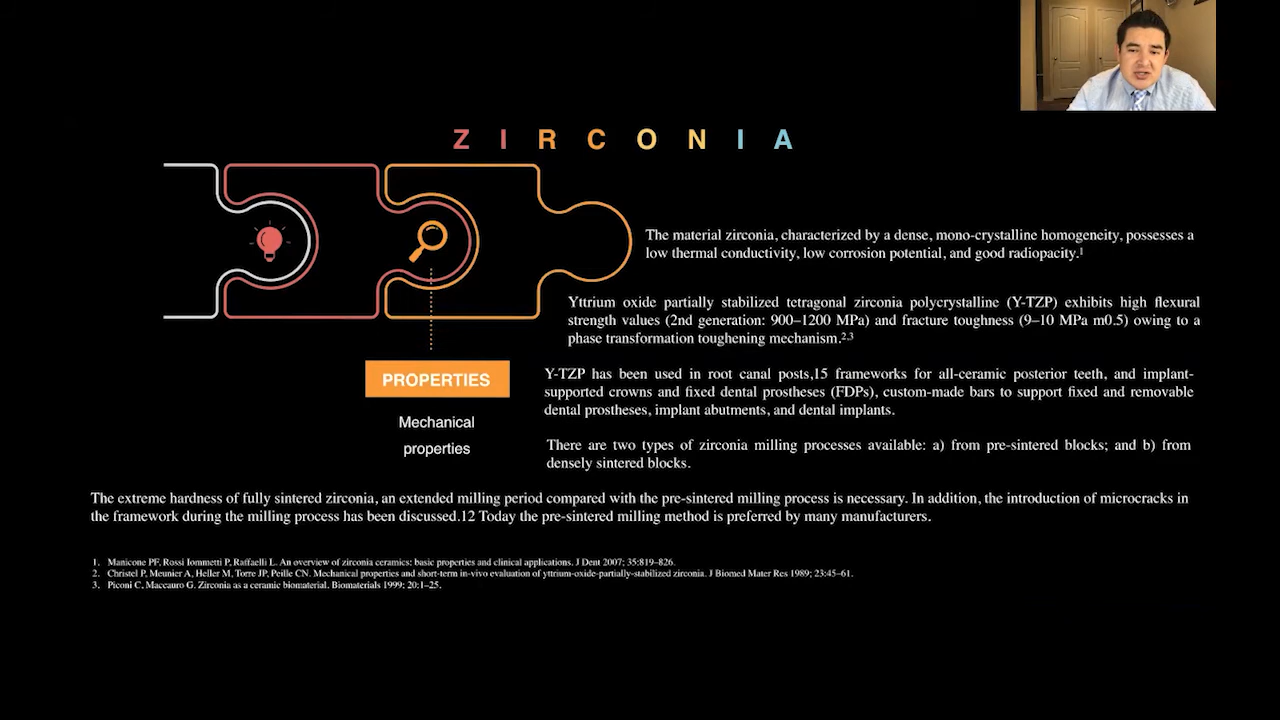 Z I R C O N I A
The material zirconia, characterized by a dense, mono-crystalline homogeneity, possesses a
low thermal conductivity, low corrosion potential, and good radiopacity.1
Yttrium oxide partially stabilized tetragonal zirconia polycrystalline (Y-TZP) exhibits high flexural
strength values (2nd generation: 900–1200 MPa) and fracture toughness (9–10 MPa m0.5) owing to a
phase transformation toughening mechanism.2,3
PROPERTIES
Mechanical
properties
Y-TZP has been used in root canal posts,15 frameworks for all-ceramic posterior teeth, and implant-
supported crowns and fixed dental prostheses (FDPs), custom-made bars to support fixed and removable
dental prostheses, implant abutments, and dental implants.
There are two types of zirconia milling processes available: a) from pre-sintered blocks; and b) from
densely sintered blocks.
The extreme hardness of fully sintered zirconia, an extended milling period compared with the pre-sintered milling process is necessary. In addition, the introduction of microcracks in
the framework during the milling process has been discussed.12 Today the pre-sintered milling method is preferred by many manufacturers.
1. Manicone PF, Rossi Iommetti P, Raffaelli L. An overview of zirconia ceramics: basic properties and clinical applications. J Dent 2007; 35:819–826.
2. Christel P, Meunier A, Heller M, Torre JP, Peille CN. Mechanical properties and short-term in-vivo evaluation of yttrium-oxide-partially-stabilized zirconia. J Biomed Mater Res 1989; 23:45–61.
3. Piconi C, Maccauro G. Zirconia as a ceramic biomaterial. Biomaterials 1999; 20:1–25.